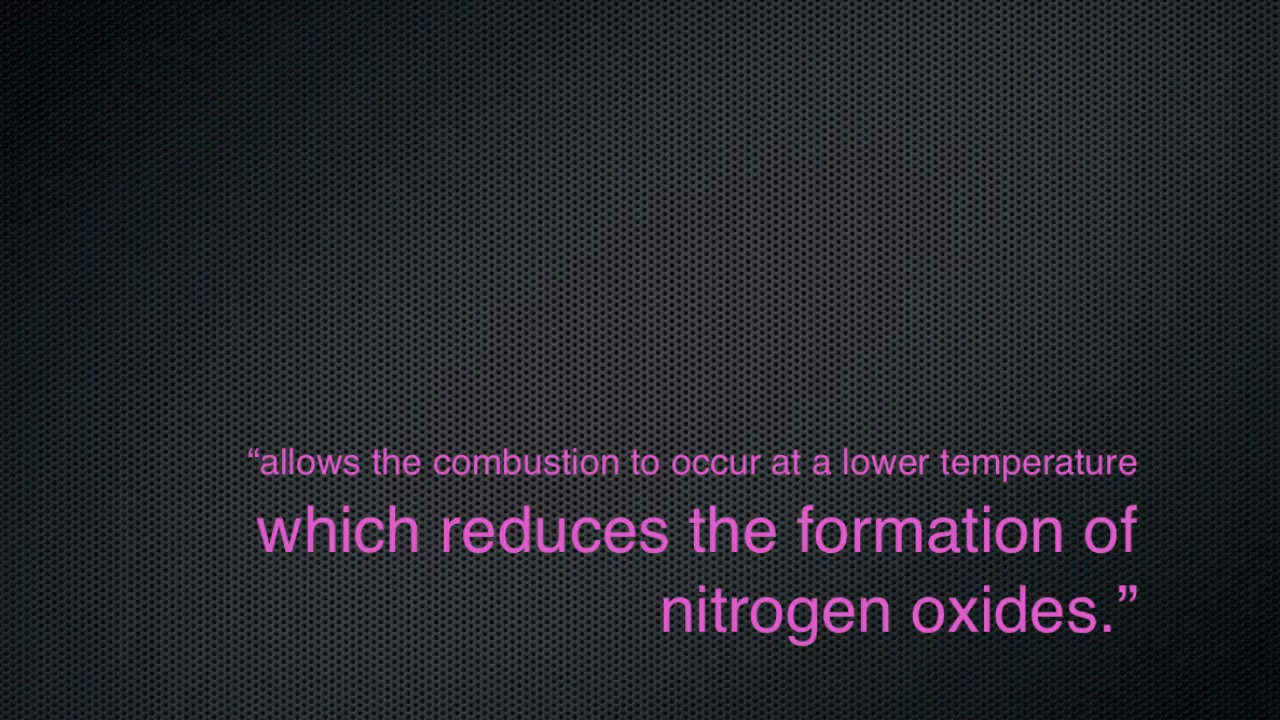 “allows the combustion to occur at a lower temperature
which reduces the formation of
nitrogen oxides.”